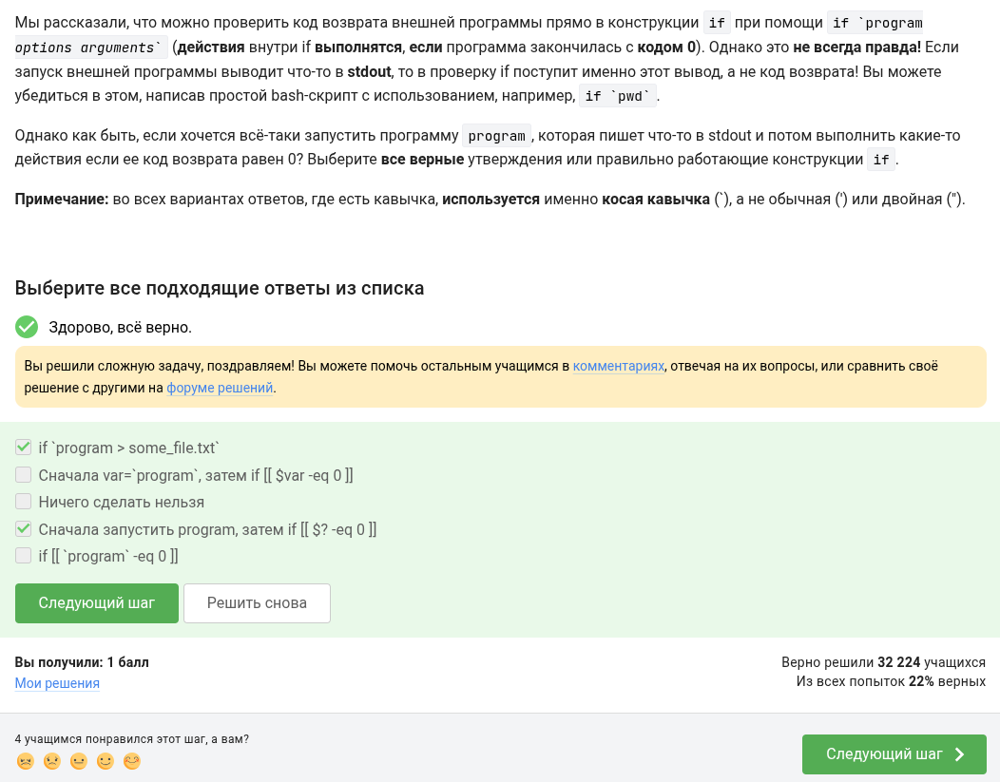 Мы рассказали, что можно проверить код возврата внешней программы прямо в конструкции if при помощи if `program
options arguments` (действия внутри if выполнятся, если программа закончилась с кодом 0). Однако это не всегда правда! Если
запуск внешней программы выводит что-то в stdout, то в проверку if поступит именно этот вывод, а не код возврата! Вы можете
убедиться в этом, написав простой bash-скрипт с использованием, например, if `pwd`.
Однако как быть, если хочется всё-таки запустить программу program, которая пишет что-то в stdout и потом выполнить какие-то
действия если ее код возврата равен 0? Выберите все верные утверждения или правильно работающие конструкции if.
Примечание: во всех вариантах ответов, где есть кавычка, используется именно косая кавычка (`), а не обычная (') или двойная (").
Выберите все подходящие ответы из списка
Здорово, всё верно.
Вы решили сложную задачу, поздравляем! Вы можете помочь остальным учащимся в комментариях, отвечая на их вопросы, или сравнить своё
решение с другими на форуме решений.
if `program > some_file.txt`
Сначала var=`program`, затем if [[ $var -eq 0 ]]
Ничего сделать нельзя
Сначала запустить program, затем if [[ $? -eq 0 ]]
if [[ `program` -eq 0 ]]
Следующий шаг Решить снова
Вы получили: 1 балл Верно решили 32 224 учащихся
Мои решения Из всех попыток 22% верных
4 учащимся понравился этот шаг, а вам?
Следующий шаг